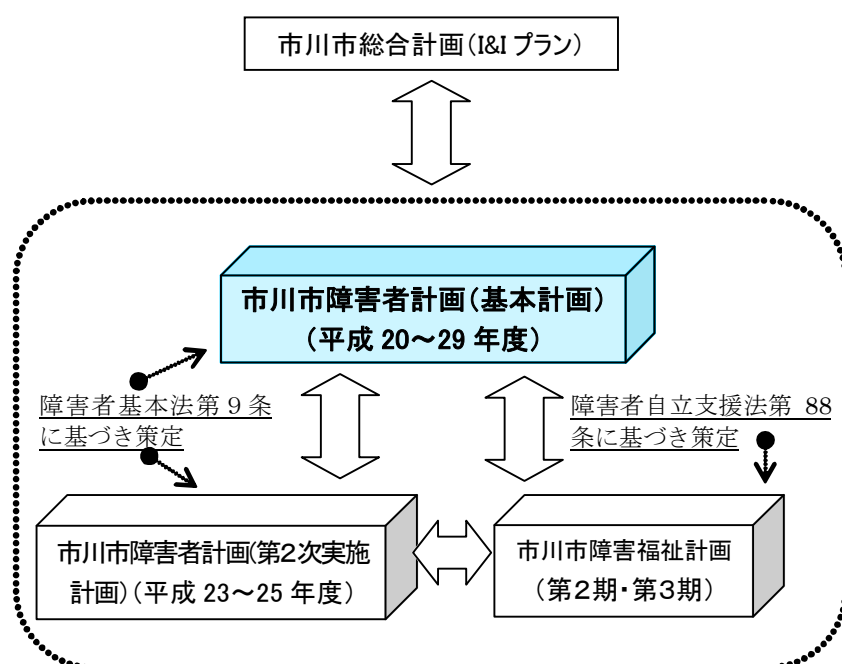 市川市総合計画(I&Iプラン)
市川市障害者計画(基本計画)
(平成 20～29 年度)
障害者基本法第 9 条
に基づき策定
障害者自立支援法第 88
条に基づき策定
市川市障害者計画(第2次実施
計画)(平成 23～25 年度)
市川市障害福祉計画
(第2期・第3期)